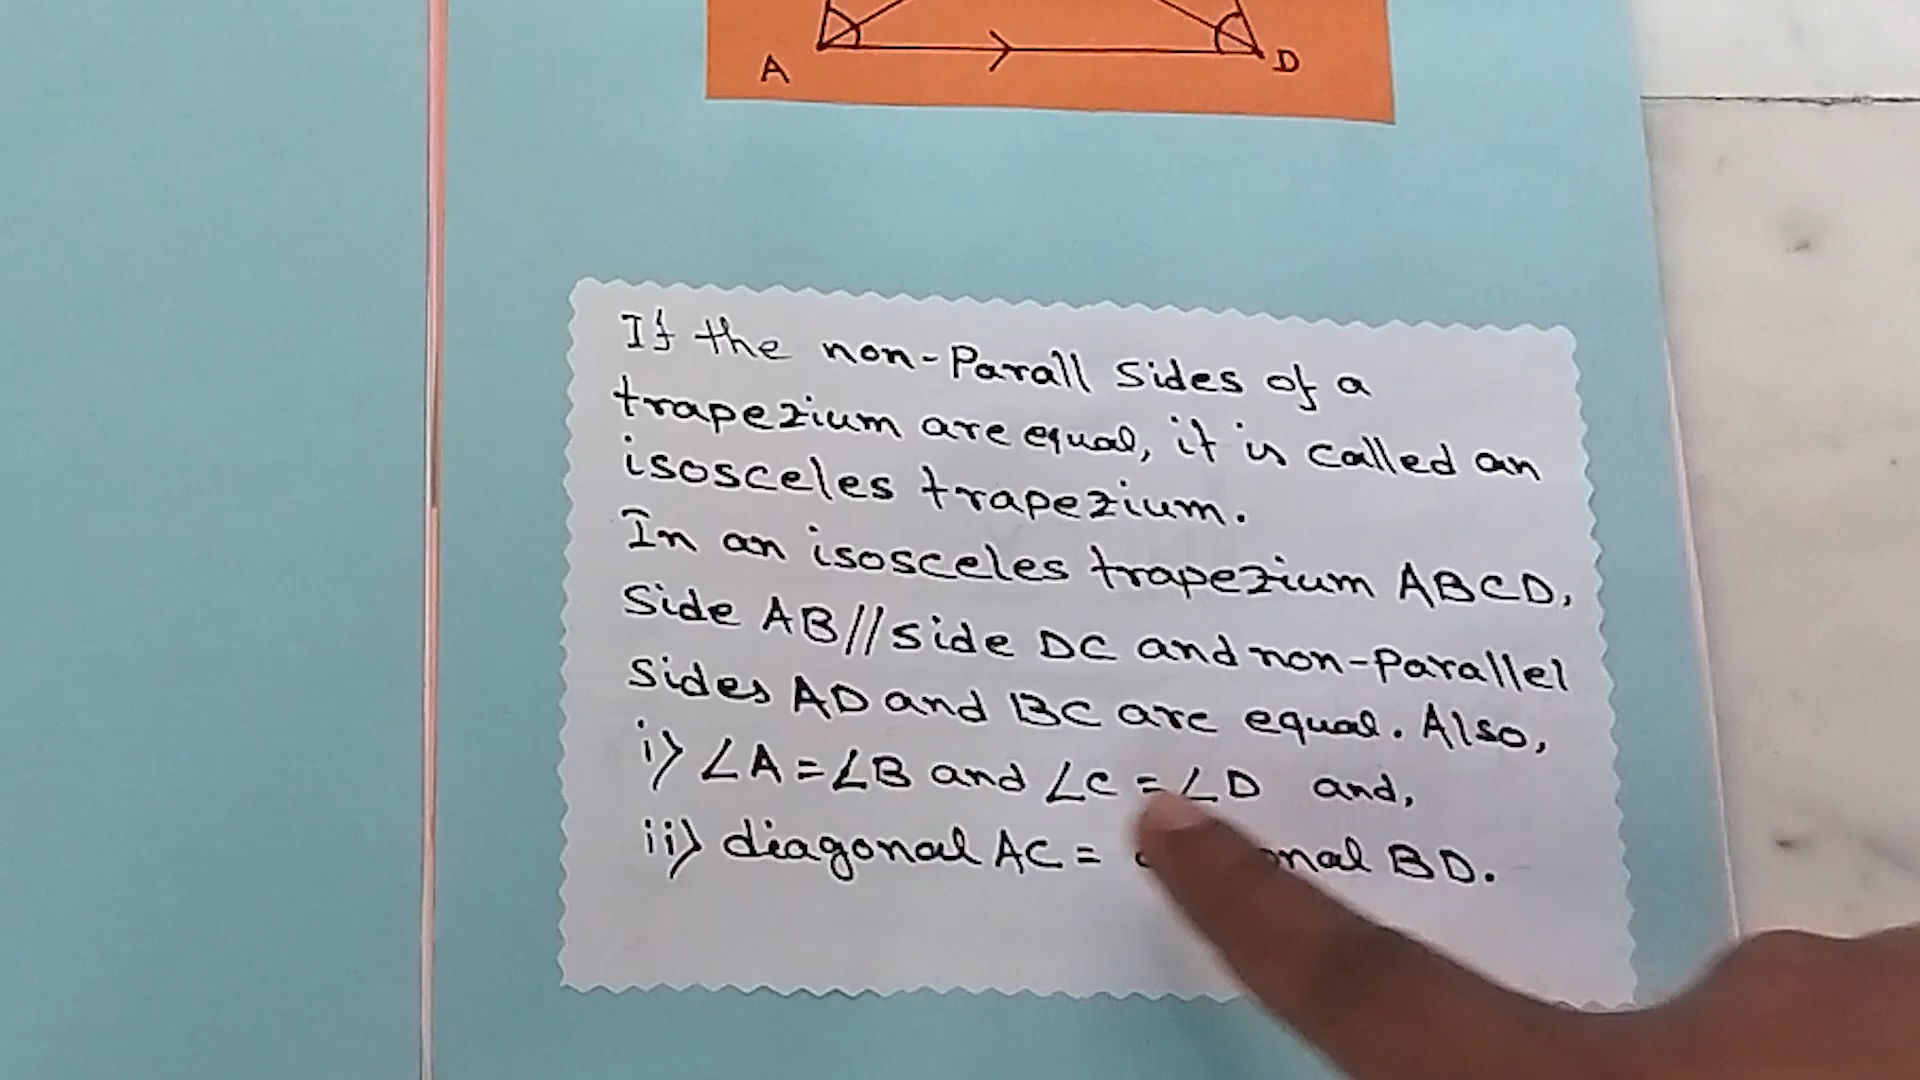 A D
If the non-Parall sides of a
trapezium are equal, it is called an
isosceles trapezium.
In an isosceles trapezium ABCD,
Side AB//side DC and non-parallel
sides AD and BC are equal. Also,
i) ∠A=∠B and ∠C=∠D and,
ii) diagonal AC= BD.